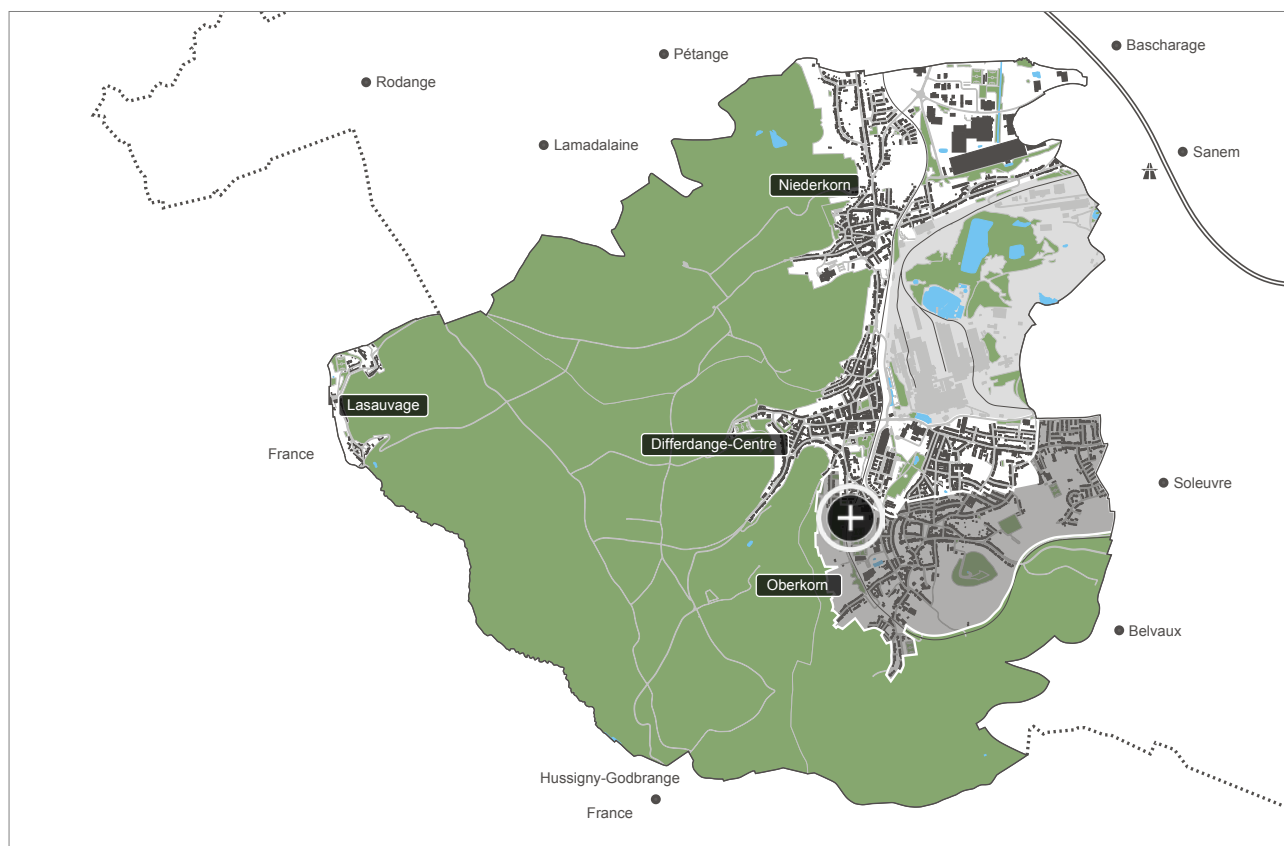 Bascharage
Pétange
Rodange
Lamadalaine
Sanem
Niederkorn
Lasauvage
Differdange-Centre
France
Soleuvre
Oberkorn
Belvaux
Hussigny-Godbrange
France